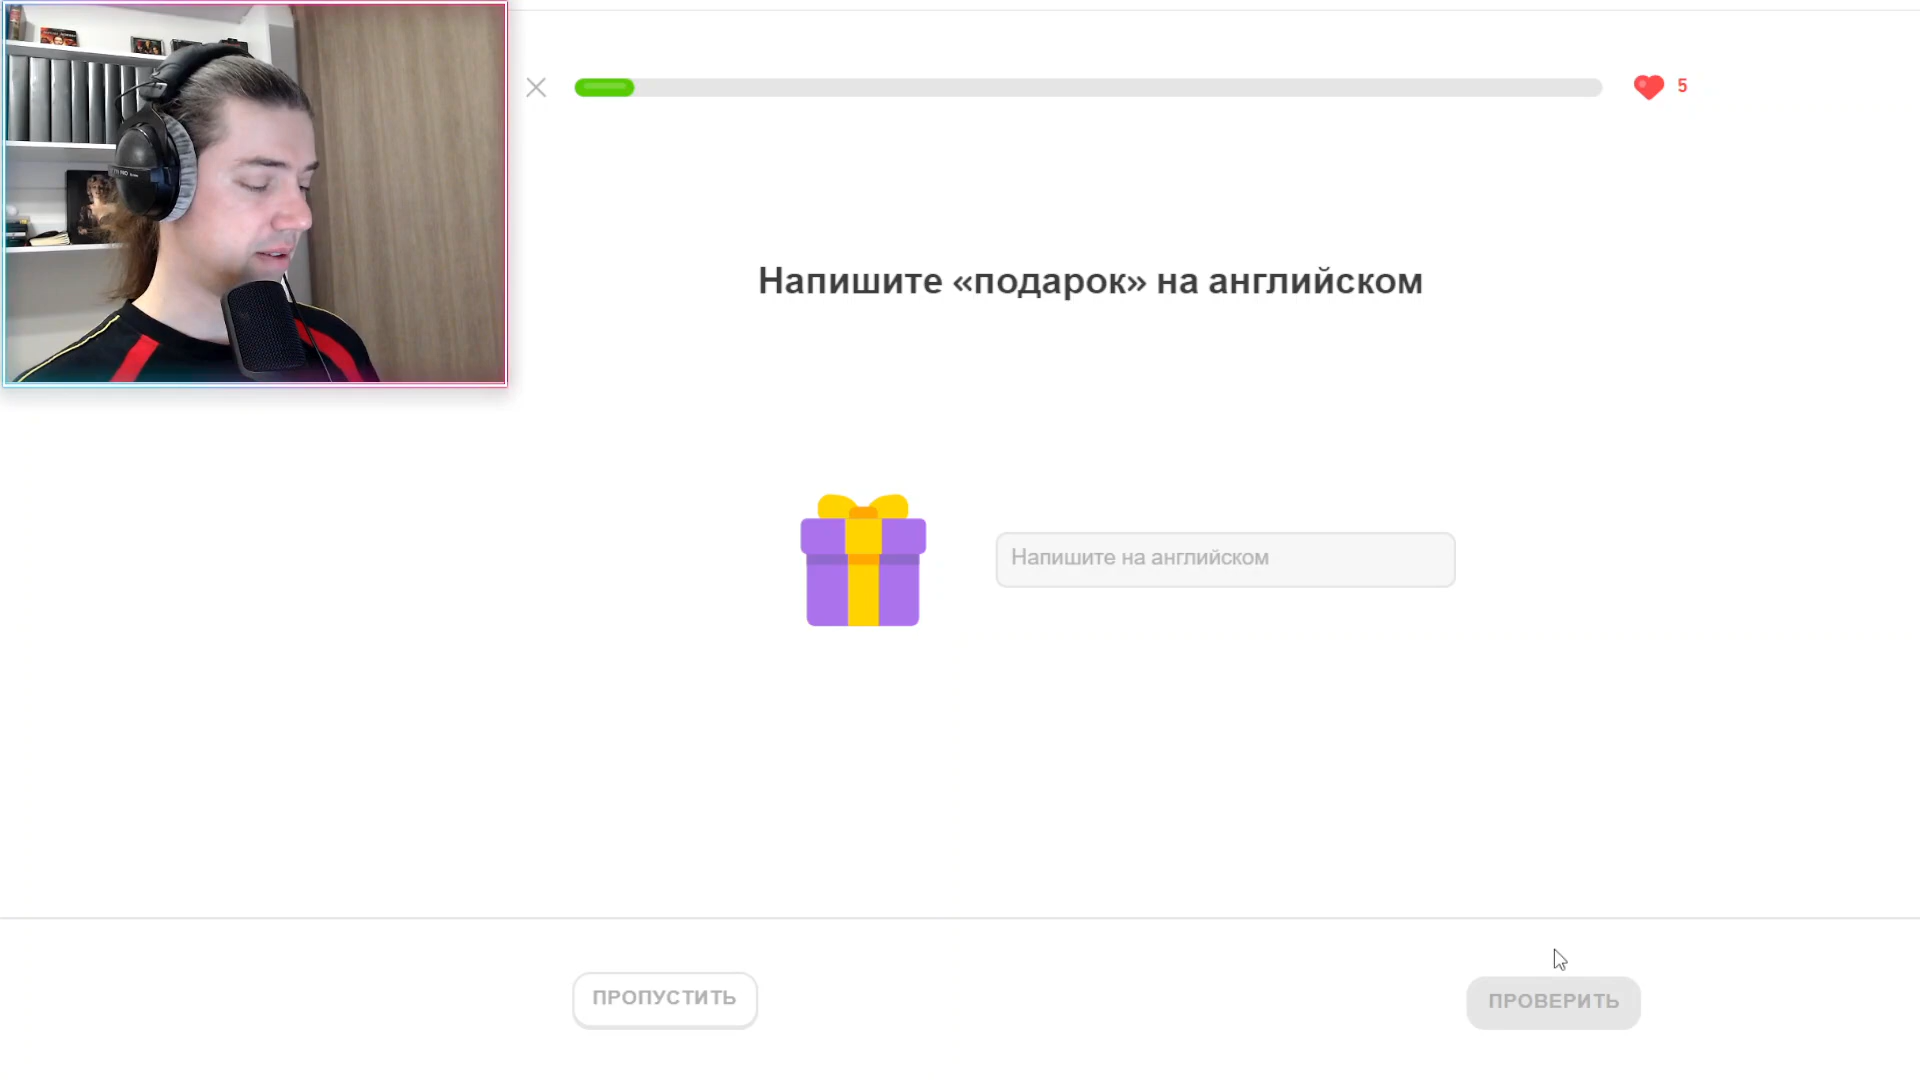 5
Напишите «подарок» на английском
Напишите на английском
ПРОПУСТИТЬ
ПРОВЕРИТЬ